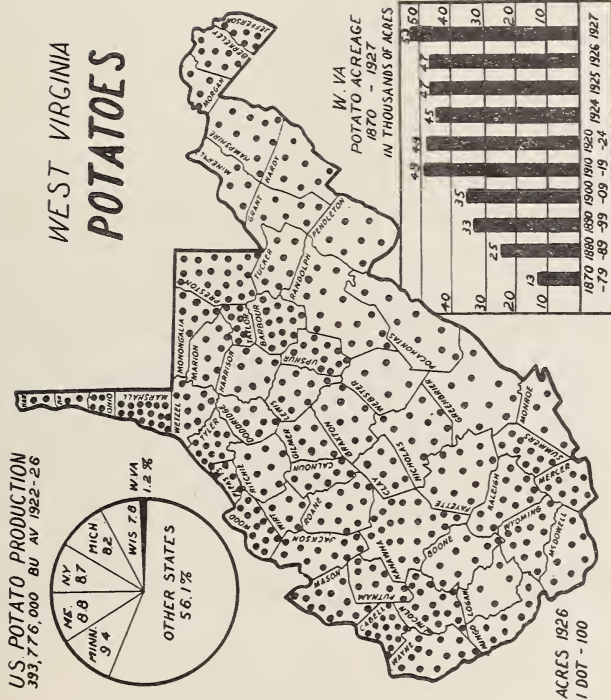 WEST VIRGINIA
POTATOES
U.S. POTATO PRODUCTION
393,776,000 BU AV 1922-26
MINN. 9.4
ME. 8.8
N.Y. 8.7
MICH 8.2
WIS 7.8
W.VA 1.2%
OTHER STATES
56.1%
W. VA
POTATO ACREAGE
1870 - 1927
IN THOUSANDS OF ACRES
50
40
30
20
10
13
25
33
35
49
45
47
47
53
40
30
20
10
1870 1880 1890 1900 1910 1920 1924 1925 1926 1927
-79 -89 -99 -09 -19 -24
OHIO
MARSHALL
WETZEL
MONONGALIA
MARION
PRESTON
TAYLOR
BARBOUR
HARRISON
DODDRIDGE
TYLER
PLEAS'TS
WOOD
RITCHIE
WIRT
CALHOUN
GILMER
LEWIS
UPSHUR
TUCKER
RANDOLPH
GRANT
MINERAL
HAMPSHIRE
HARDY
PENDLETON
MORGAN
BERKELEY
JEFFERSON
POCAHONTAS
WEBSTER
BRAXTON
ROANE
JACKSON
MASON
PUTNAM
CABELL
WAYNE
LINCOLN
KANAWHA
CLAY
NICHOLAS
GREENBRIER
FAYETTE
BOONE
LOGAN
MINGO
WYOMING
RALEIGH
SUMMERS
MONROE
MERCER
McDOWELL
ACRES 1926
1 DOT - 100